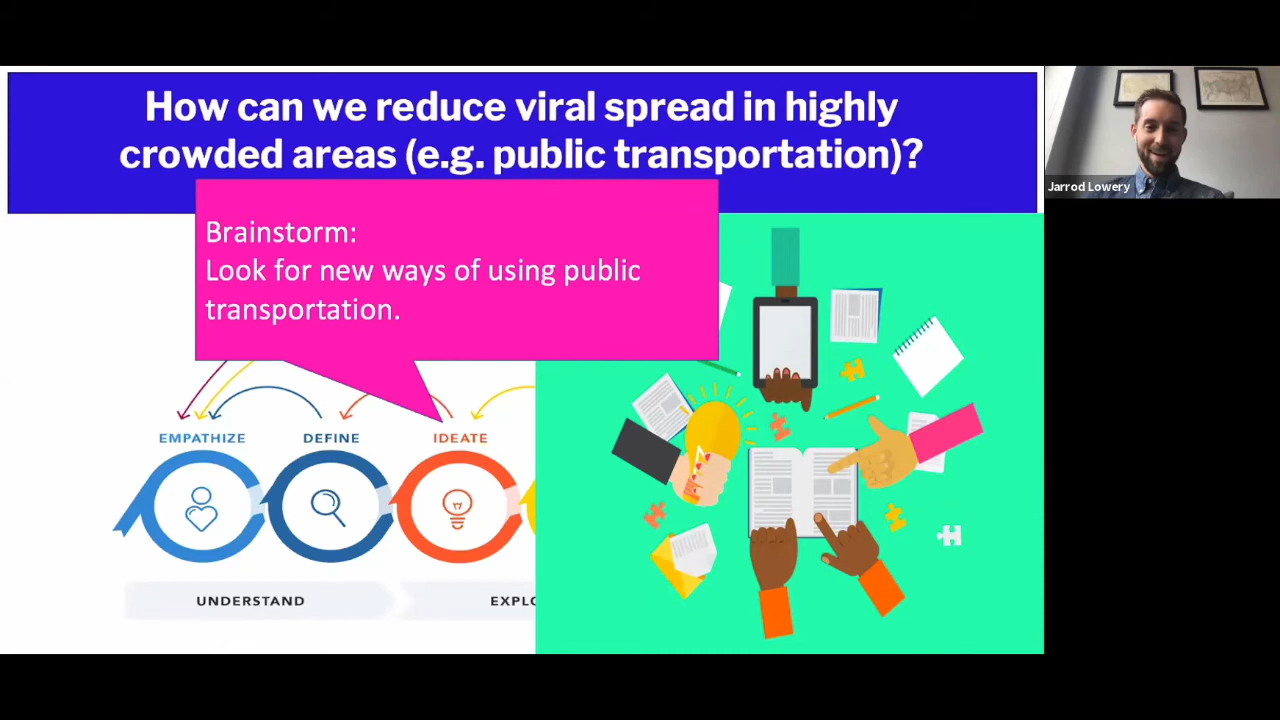 How can we reduce viral spread in highly
crowded areas (e.g. public transportation)?
Jarrod Lowery
Brainstorm:
Look for new ways of using public
transportation.
EMPATHIZE
DEFINE
IDEATE
UNDERSTAND
EXPLO